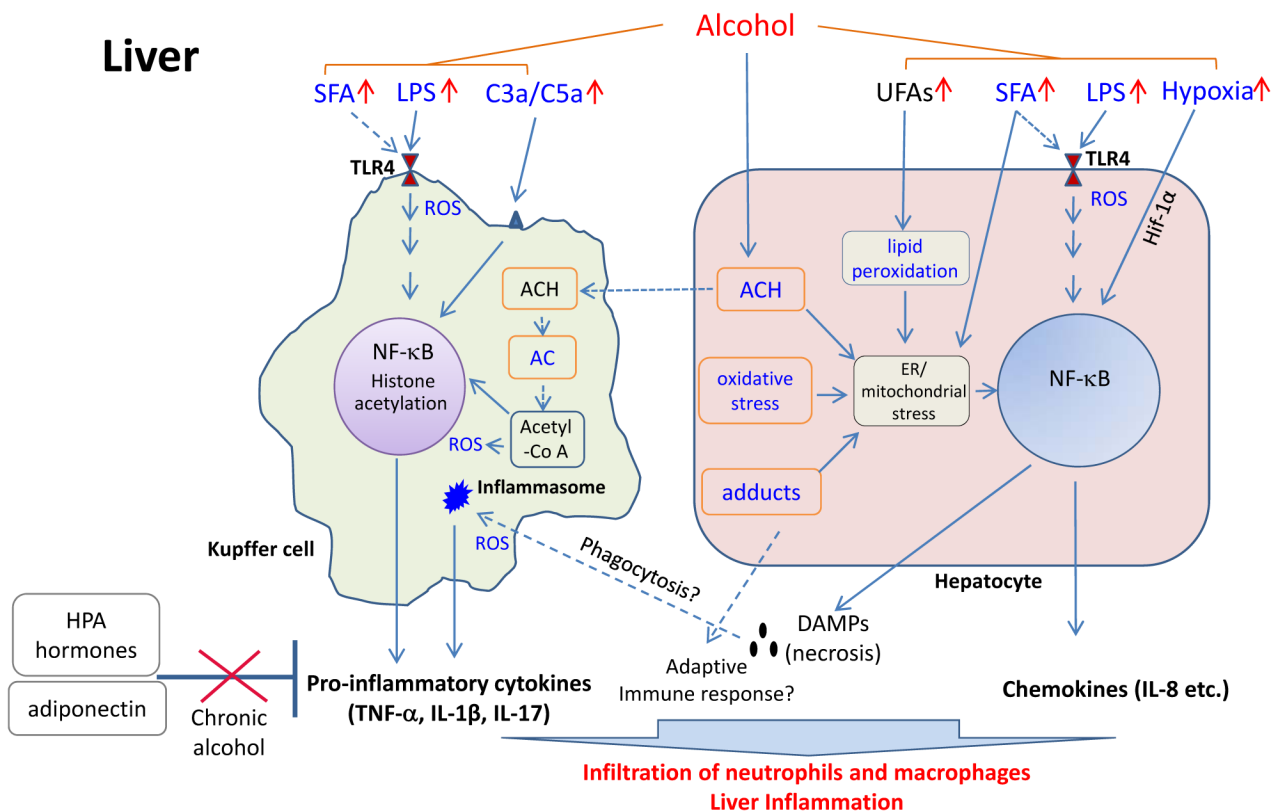 Liver
Alcohol
SFA
LPS
C3a/C5a
UFAs
SFA
LPS
Hypoxia
TLR4
TLR4
ROS
ROS
Hif-1α
lipid
peroxidation
ACH
ACH
AC
Acetyl
-Co A
ROS
NF-κB
Histone
acetylation
oxidative
stress
ER/
mitochondrial
stress
NF-κB
adducts
Inflammasome
ROS
Kupffer cell
Phagocytosis?
Hepatocyte
HPA
hormones
adiponectin
Chronic
alcohol
Pro-inflammatory cytokines
(TNF-α, IL-1β, IL-17)
DAMPs
(necrosis)
Adaptive
Immune response?
Chemokines (IL-8 etc.)
Infiltration of neutrophils and macrophages
Liver Inflammation